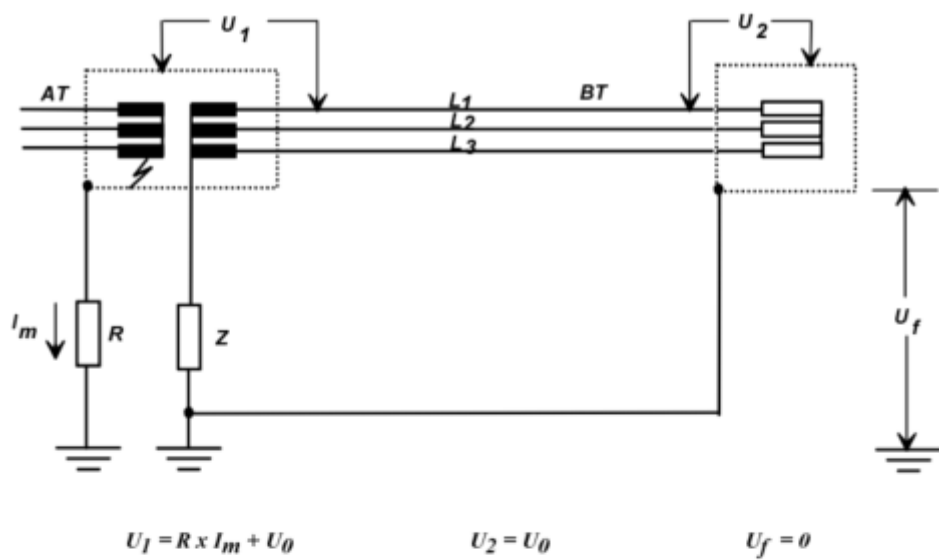 U1 U2
AT L1 BT
L2
L3
Im R Z Uf
U1 = R x Im + U0 U2 = U0 Uf = 0